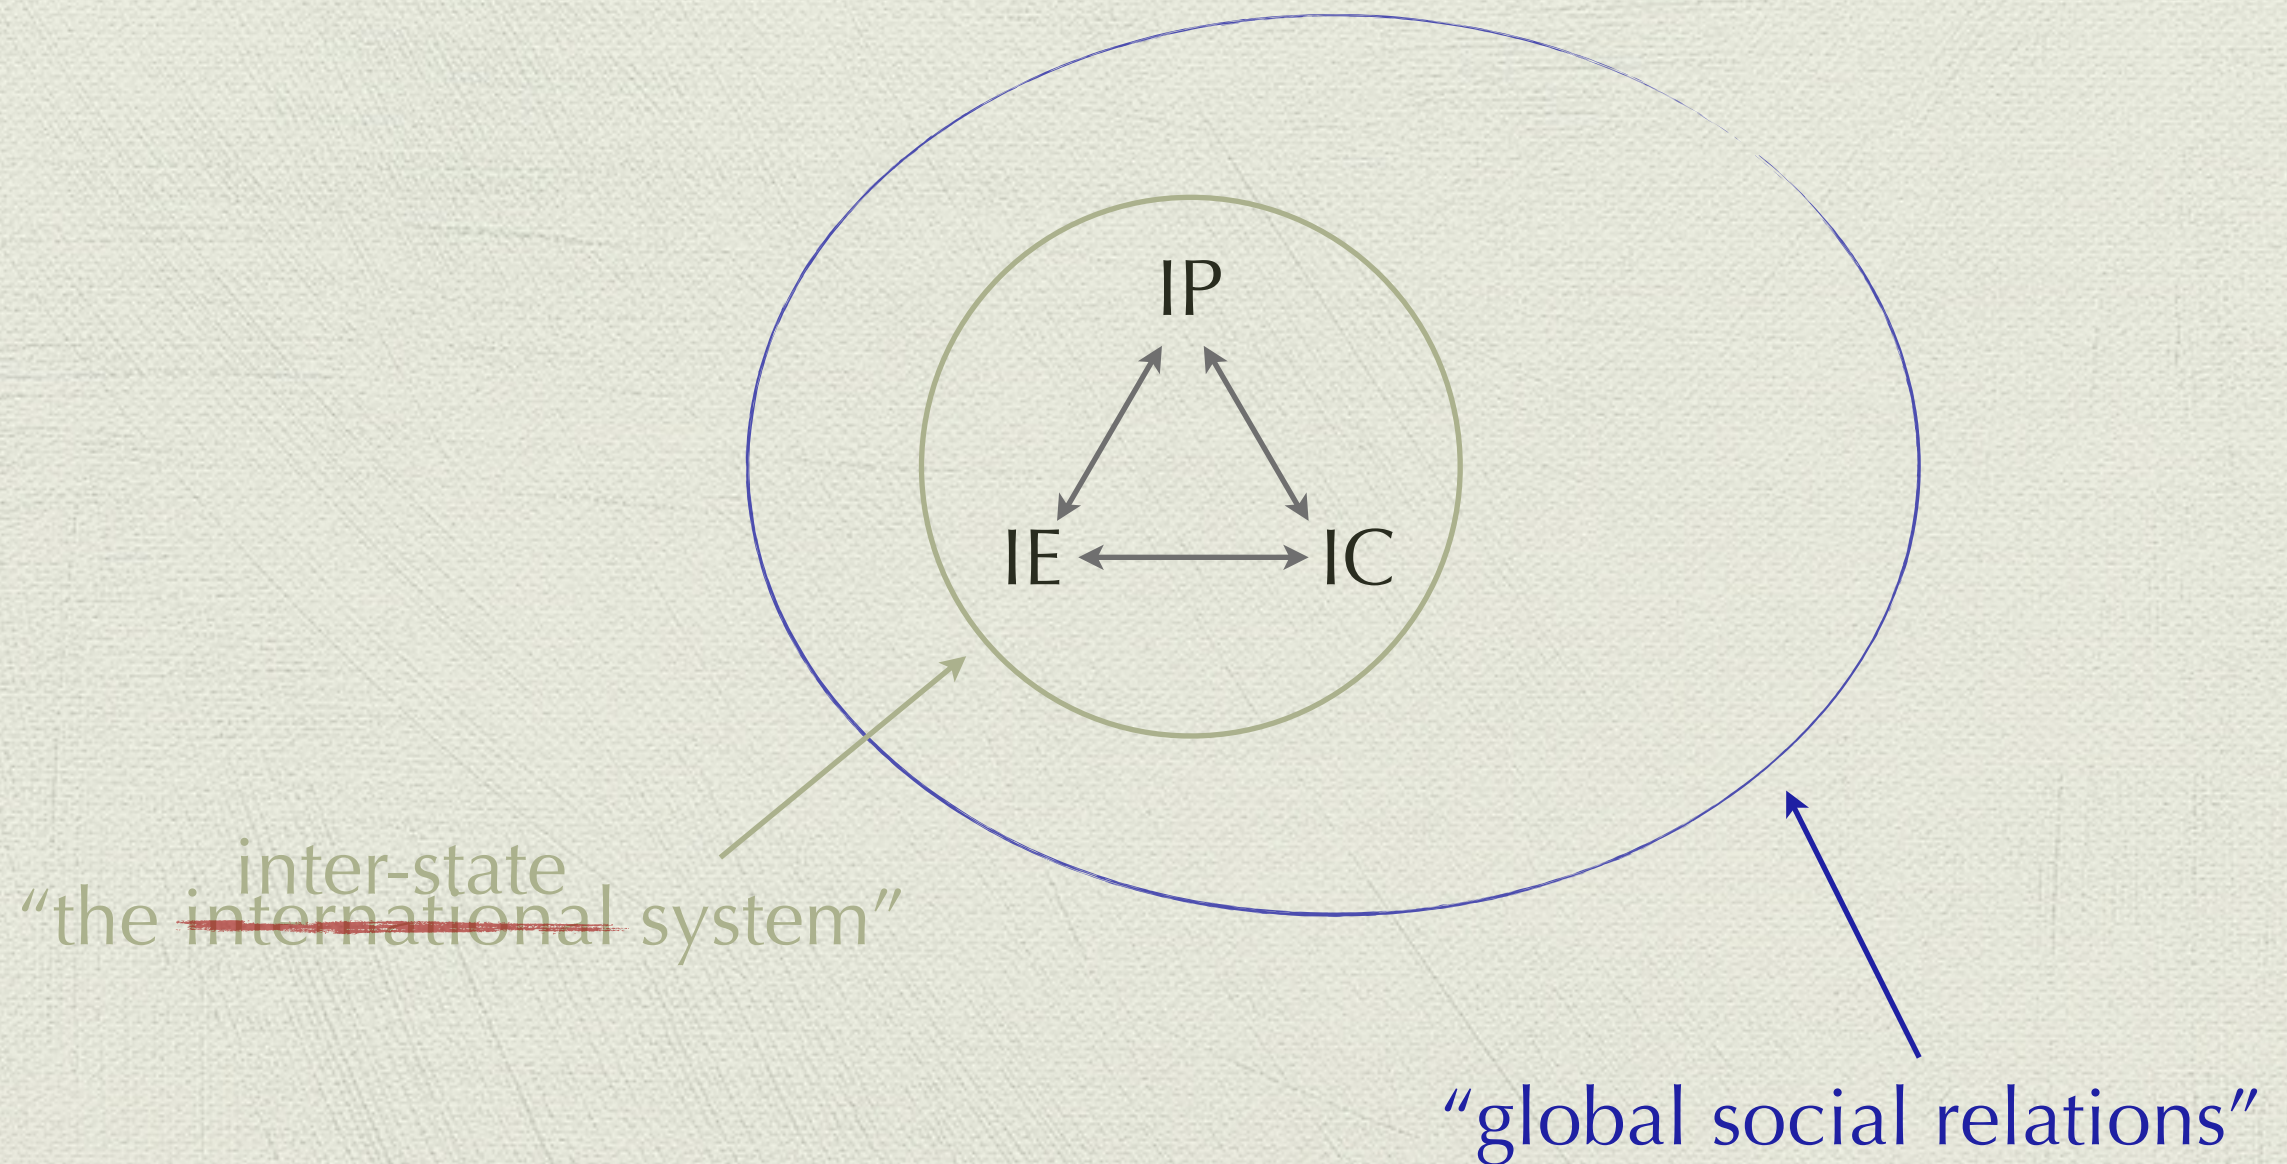 IP
IE IC
inter-state
“the international system”
“global social relations”